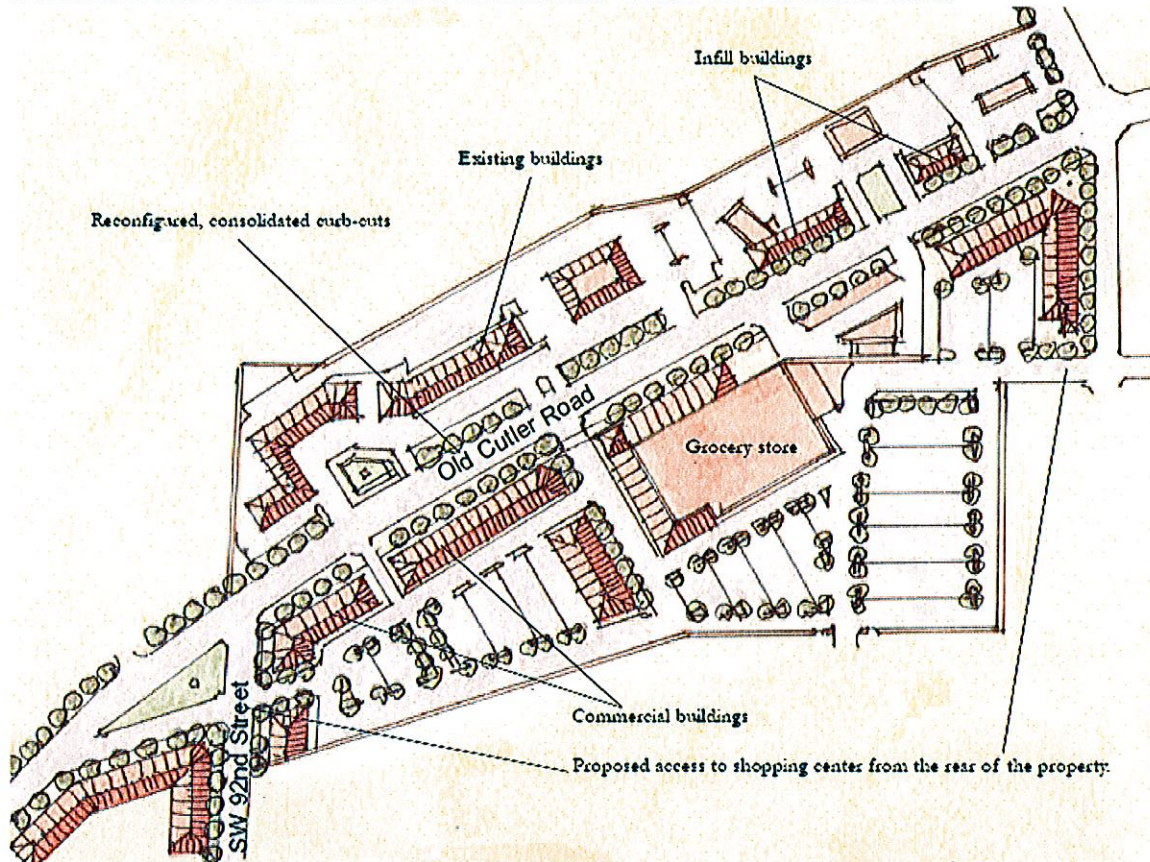 Infill buildings
Existing buildings
Reconfigured, consolidated curb-cuts
Old Cutler Road
Grocery store
Commercial buildings
Proposed access to shopping center from the rear of the property.
SW 92nd Street